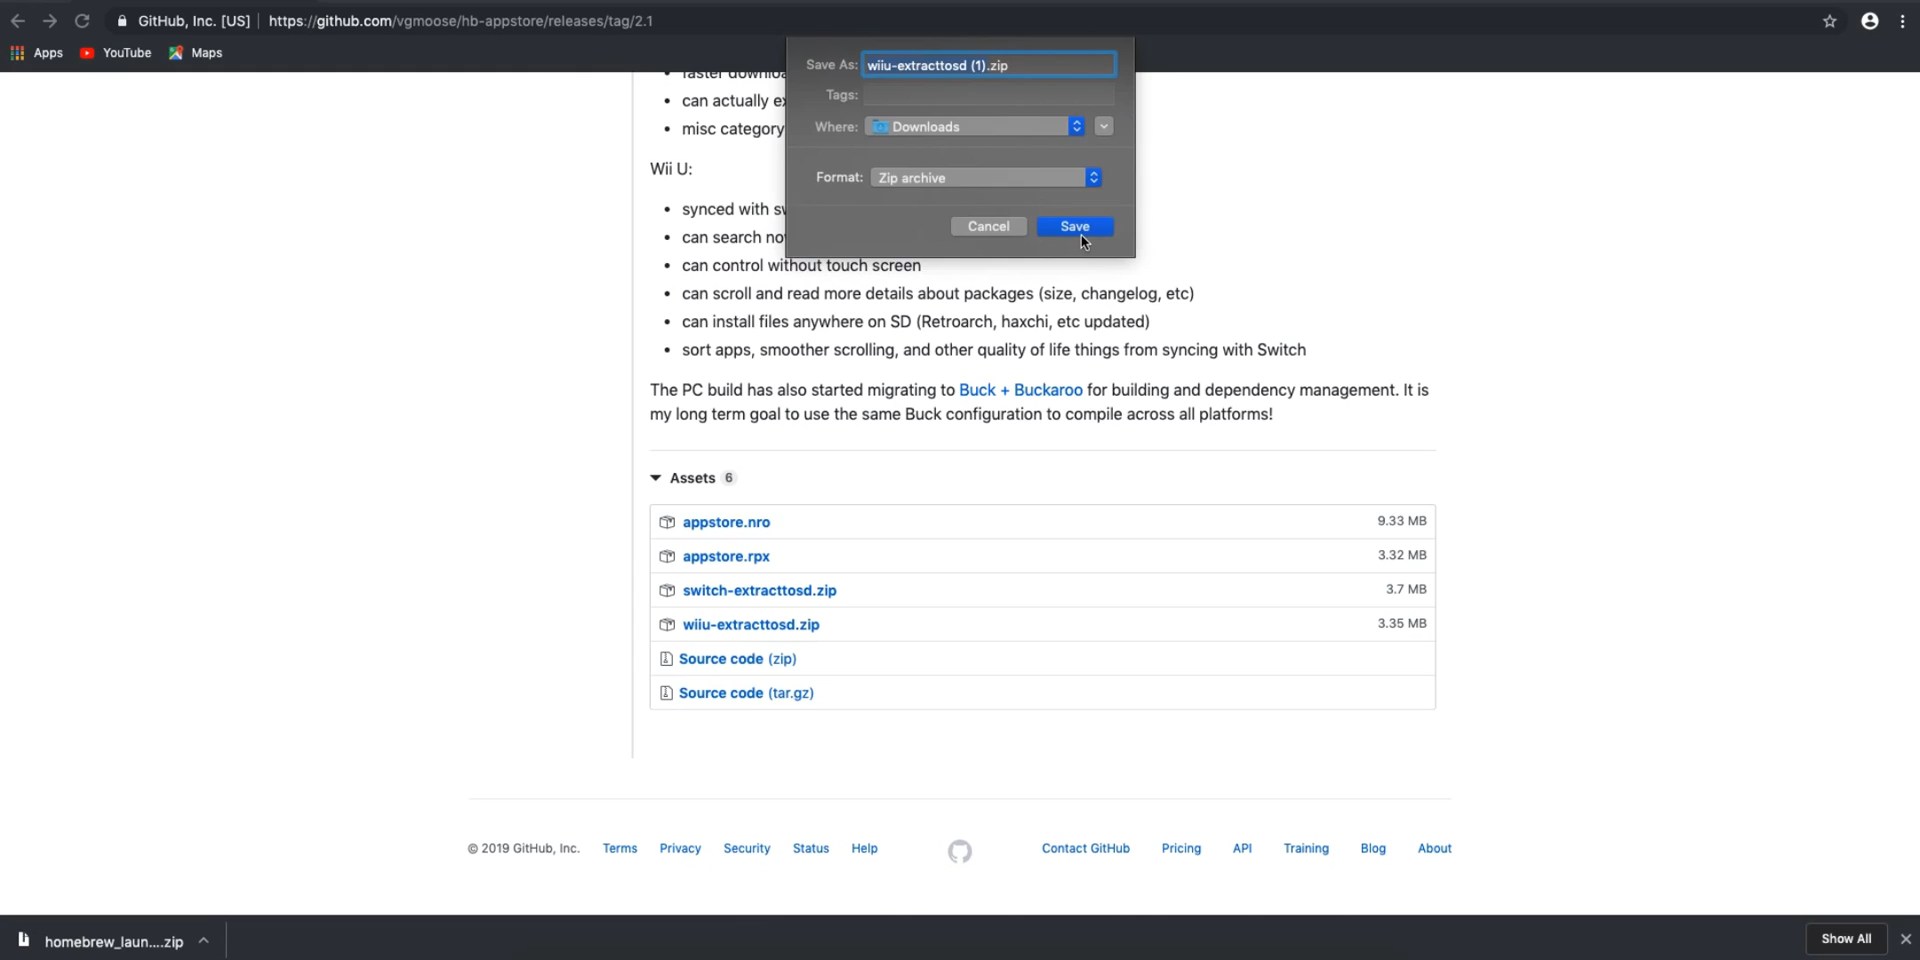 GitHub, Inc. [US] | https://github.com/vgmoose/hb-appstore/releases/tag/2.1
Apps YouTube Maps
Save As: wiiu-extracttosd (1).zip
Tags:
Where: Downloads
Format: Zip archive
Cancel Save
can actually
misc category
Wii U:
synced with
can search
can control without touch screen
can scroll and read more details about packages (size, changelog, etc)
can install files anywhere on SD (Retroarch, haxchi, etc updated)
sort apps, smoother scrolling, and other quality of life things from syncing with Switch
The PC build has also started migrating to Buck + Buckaroo for building and dependency management. It is
my long term goal to use the same Buck configuration to compile across all platforms!
Assets 6
appstore.nro 9.33 MB
appstore.rpx 3.32 MB
switch-extracttosd.zip 3.7 MB
wiiu-extracttosd.zip 3.35 MB
Source code (zip)
Source code (tar.gz)
© 2019 GitHub, Inc. Terms Privacy Security Status Help Contact GitHub Pricing API Training Blog About
homebrew_laun....zip Show All